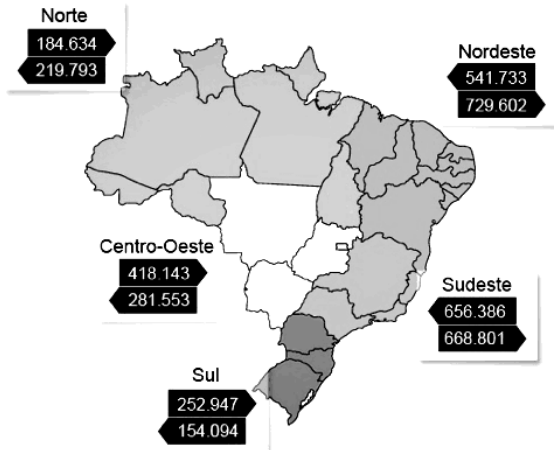 Norte
184.634
219.793
Nordeste
541.733
729.602
Centro-Oeste
418.143
281.553
Sudeste
656.386
668.801
Sul
252.947
154.094